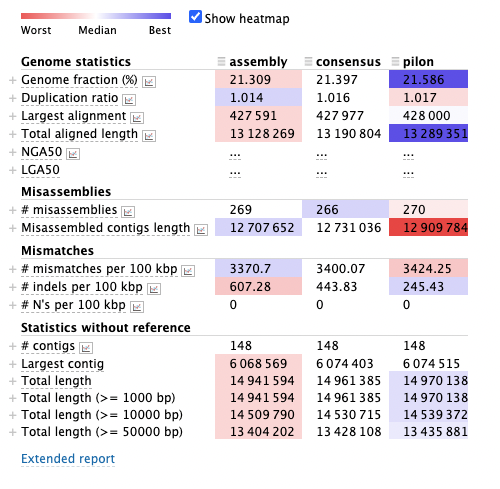 Worst Median Best Show heatmap
Genome statistics assembly consensus pilon
+ Genome fraction (%) 21.309 21.397 21.586
+ Duplication ratio 1.014 1.016 1.017
+ Largest alignment 427 591 427 977 428 000
+ Total aligned length 13 128 269 13 190 804 13 289 351
+ NGA50 ... ... ...
+ LGA50 ... ... ...
Misassemblies
+ # misassemblies 269 266 270
+ Misassembled contigs length 12 707 652 12 731 036 12 909 784
Mismatches
+ # mismatches per 100 kbp 3370.7 3400.07 3424.25
+ # indels per 100 kbp 607.28 443.83 245.43
+ # N's per 100 kbp 0 0 0
Statistics without reference
+ # contigs 148 148 148
+ Largest contig 6 068 569 6 074 403 6 074 515
+ Total length 14 941 594 14 961 385 14 970 138
+ Total length (>= 1000 bp) 14 941 594 14 961 385 14 970 138
+ Total length (>= 10000 bp) 14 509 790 14 530 715 14 539 372
+ Total length (>= 50000 bp) 13 404 202 13 428 108 13 435 881
Extended report